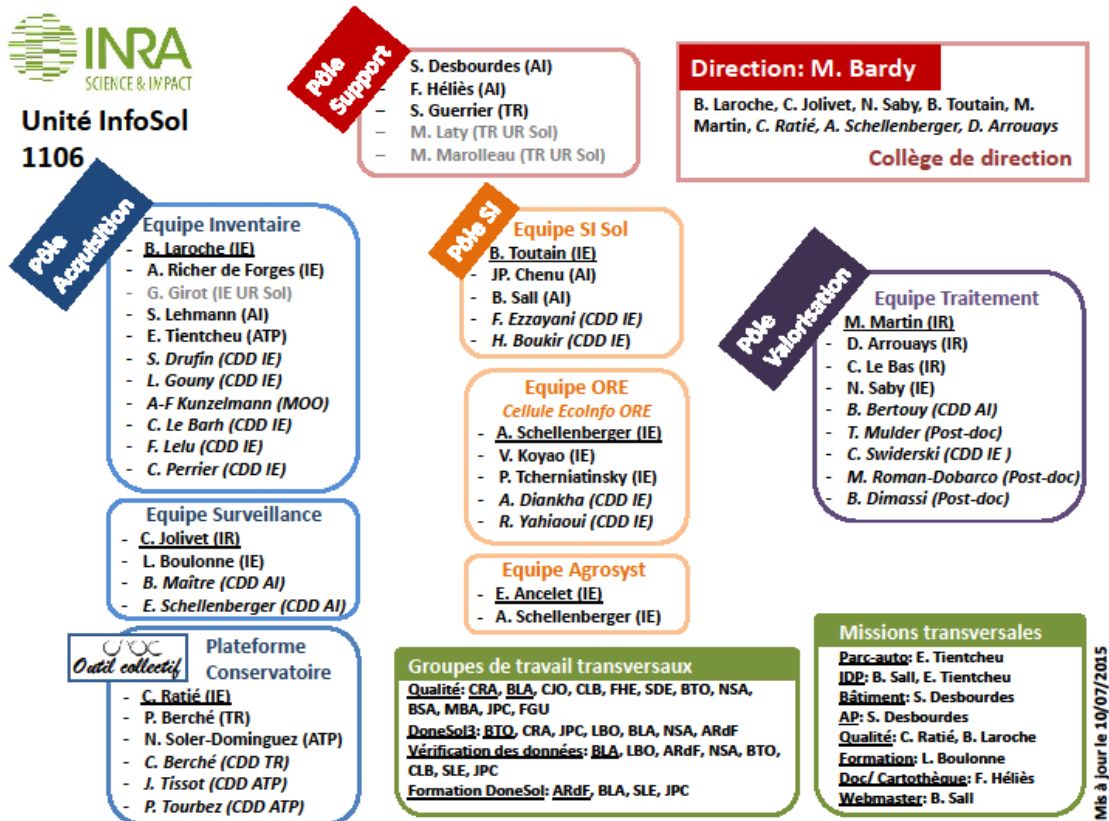 INRA
SCIENCE & IMPACT
Unité InfoSol
1106
Pôle
Support
- S. Desbourdes (AI)
- F. Héliès (AI)
- S. Guerrier (TR)
- M. Laty (TR UR Sol)
- M. Marolleau (TR UR Sol)
Direction: M. Bardy
B. Laroche, C. Jolivet, N. Saby, B. Toutain, M.
Martin, C. Ratié, A. Schellenberger, D. Arrouays
Collège de direction
Pôle
Acquisition
Equipe Inventaire
- B. Laroche (IE)
- A. Richer de Forges (IE)
- G. Girot (IE UR Sol)
- S. Lehmann (AI)
- E. Tientcheu (ATP)
- S. Drufin (CDD IE)
- L. Gouny (CDD IE)
- A-F Kunzelmann (MOO)
- C. Le Barh (CDD IE)
- F. Lelu (CDD IE)
- C. Perrier (CDD IE)
Equipe Surveillance
- C. Jolivet (IR)
- L. Boulonne (IE)
- B. Maître (CDD AI)
- E. Schellenberger (CDD AI)
Outil collectif
Plateforme
Conservatoire
- C. Ratié (IE)
- P. Berché (TR)
- N. Soler-Dominguez (ATP)
- C. Berché (CDD TR)
- J. Tissot (CDD ATP)
- P. Tourbez (CDD ATP)
Pôle SI
Equipe SI Sol
B. Toutain (IE)
- JP. Chenu (AI)
- B. Sall (AI)
- F. Ezzayani (CDD IE)
- H. Boukir (CDD IE)
Equipe ORE
Cellule EcoInfo ORE
- A. Schellenberger (IE)
- V. Koyao (IE)
- P. Tcherniatinsky (IE)
- A. Diankha (CDD IE)
- R. Yahiaoui (CDD IE)
Equipe Agrosyst
- E. Ancelet (IE)
- A. Schellenberger (IE)
Pôle
Valorisation
Equipe Traitement
- M. Martin (IR)
- D. Arrouays (IR)
- C. Le Bas (IR)
- N. Saby (IE)
- B. Bertouy (CDD AI)
- T. Mulder (Post-doc)
- C. Swiderski (CDD IE )
- M. Roman-Dobarco (Post-doc)
- B. Dimassi (Post-doc)
Groupes de travail transversaux
Qualité: CRA, BLA, CJO, CLB, FHE, SDE, BTO, NSA,
BSA, MBA, JPC, FGU
DoneSol3: BTO, CRA, JPC, LBO, BLA, NSA, ARdF
Vérification des données: BLA, LBO, ARdF, NSA, BTO,
CLB, SLE, JPC
Formation DoneSol: ARdF, BLA, SLE, JPC
Missions transversales
Parc-auto: E. Tientcheu
IDP: B. Sall, E. Tientcheu
Bâtiment: S. Desbourdes
AP: S. Desbourdes
Qualité: C. Ratié, B. Laroche
Formation: L. Boulonne
Doc/ Cartothèque: F. Héliès
Webmaster: B. Sall
Mis à jour le 10/07/2015